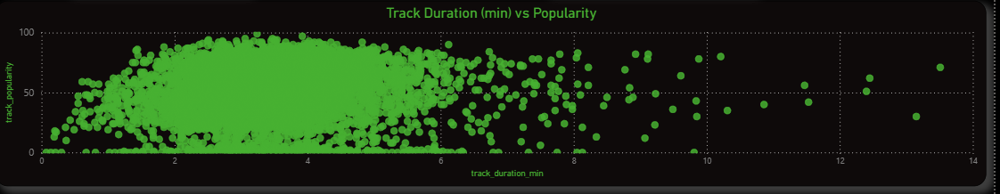 Track Duration (min) vs Popularity
100
50
0
track_popularity
0 2 4 6 8 10 12 14
track_duration_min